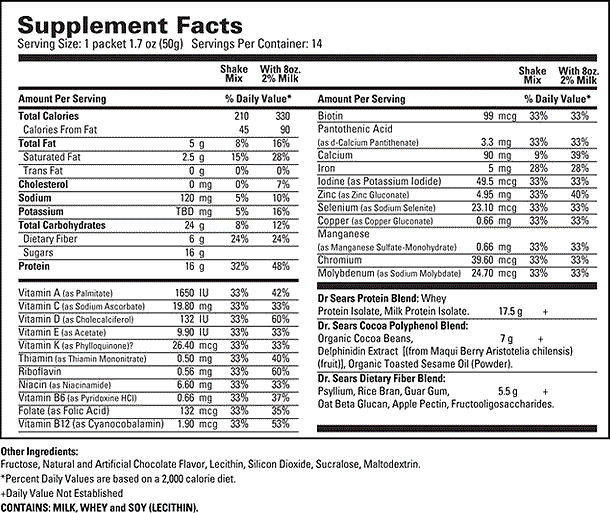 Supplement Facts
Serving Size: 1 packet 1.7 oz (50g) Servings Per Container: 14
Shake Mix With 8oz. 2% Milk
Amount Per Serving % Daily Value*
Total Calories 210 330
Calories From Fat 45 90
Total Fat 5 g 8% 16%
Saturated Fat 2.5 g 15% 28%
Trans Fat 0 g 0% 0%
Cholesterol 0 mg 0% 7%
Sodium 120 mg 5% 10%
Potassium TBD mg 5% 16%
Total Carbohydrates 24 g 8% 12%
Dietary Fiber 6 g 24% 24%
Sugars 16 g
Protein 16 g 32% 48%
Vitamin A (as Palmitate) 1650 IU 33% 42%
Vitamin C (as Sodium Ascorbate) 19.80 mg 33% 33%
Vitamin D (as Cholecalciferol) 132 IU 33% 60%
Vitamin E (as Acetate) 9.90 IU 33% 33%
Vitamin K (as Phylloquinone)? 26.40 mcg 33% 33%
Thiamin (as Thiamin Mononitrate) 0.50 mg 33% 40%
Riboflavin 0.56 mg 33% 60%
Niacin (as Niacinamide) 6.60 mg 33% 33%
Vitamin B6 (as Pyridoxine HCl) 0.66 mg 33% 37%
Folate (as Folic Acid) 132 mcg 33% 35%
Vitamin B12 (as Cyanocobalamin) 1.90 mcg 33% 53%
Shake Mix With 8oz. 2% Milk
Amount Per Serving % Daily Value*
Biotin 99 mcg 33% 33%
Pantothenic Acid
(as d-Calcium Pantithenate) 3.3 mg 33% 33%
Calcium 90 mg 9% 39%
Iron 5 mg 28% 28%
Iodine (as Potassium Iodide) 49.5 mcg 33% 33%
Zinc (as Zinc Gluconate) 4.95 mg 33% 40%
Selenium (as Sodium Selenite) 23.10 mcg 33% 33%
Copper (as Copper Gluconate) 0.66 mg 33% 33%
Manganese
(as Manganese Sulfate-Monohydrate) 0.66 mg 33% 33%
Chromium 39.60 mcg 33% 33%
Molybdenum (as Sodium Molybdate) 24.70 mcg 33% 33%
Dr Sears Protein Blend: Whey
Protein Isolate, Milk Protein Isolate. 17.5 g +
Dr. Sears Cocoa Polyphenol Blend:
Organic Cocoa Beans, 7 g +
Delphinidin Extract [(from Maqui Berry Aristotelia chilensis)
(fruit)], Organic Toasted Sesame Oil (Powder).
Dr. Sears Dietary Fiber Blend:
Psyllium, Rice Bran, Guar Gum, 5.5 g +
Oat Beta Glucan, Apple Pectin, Fructooligosaccharides.
Other Ingredients:
Fructose, Natural and Artificial Chocolate Flavor, Lecithin, Silicon Dioxide, Sucralose, Maltodextrin.
*Percent Daily Values are based on a 2,000 calorie diet.
+Daily Value Not Established
CONTAINS: MILK, WHEY and SOY (LECITHIN).